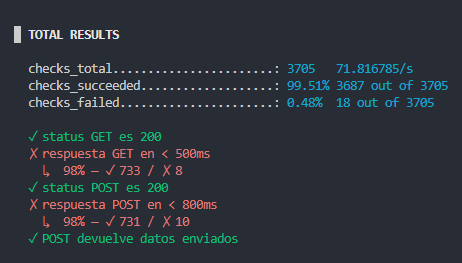 TOTAL RESULTS
checks_total.......................: 3705 71.816785/s
checks_succeeded...................: 99.51% 3687 out of 3705
checks_failed......................: 0.48% 18 out of 3705
✓ status GET es 200
✗ respuesta GET en < 500ms
↳ 98% — ✓ 733 / ✗ 8
✓ status POST es 200
✗ respuesta POST en < 800ms
↳ 98% — ✓ 731 / ✗ 10
✓ POST devuelve datos enviados